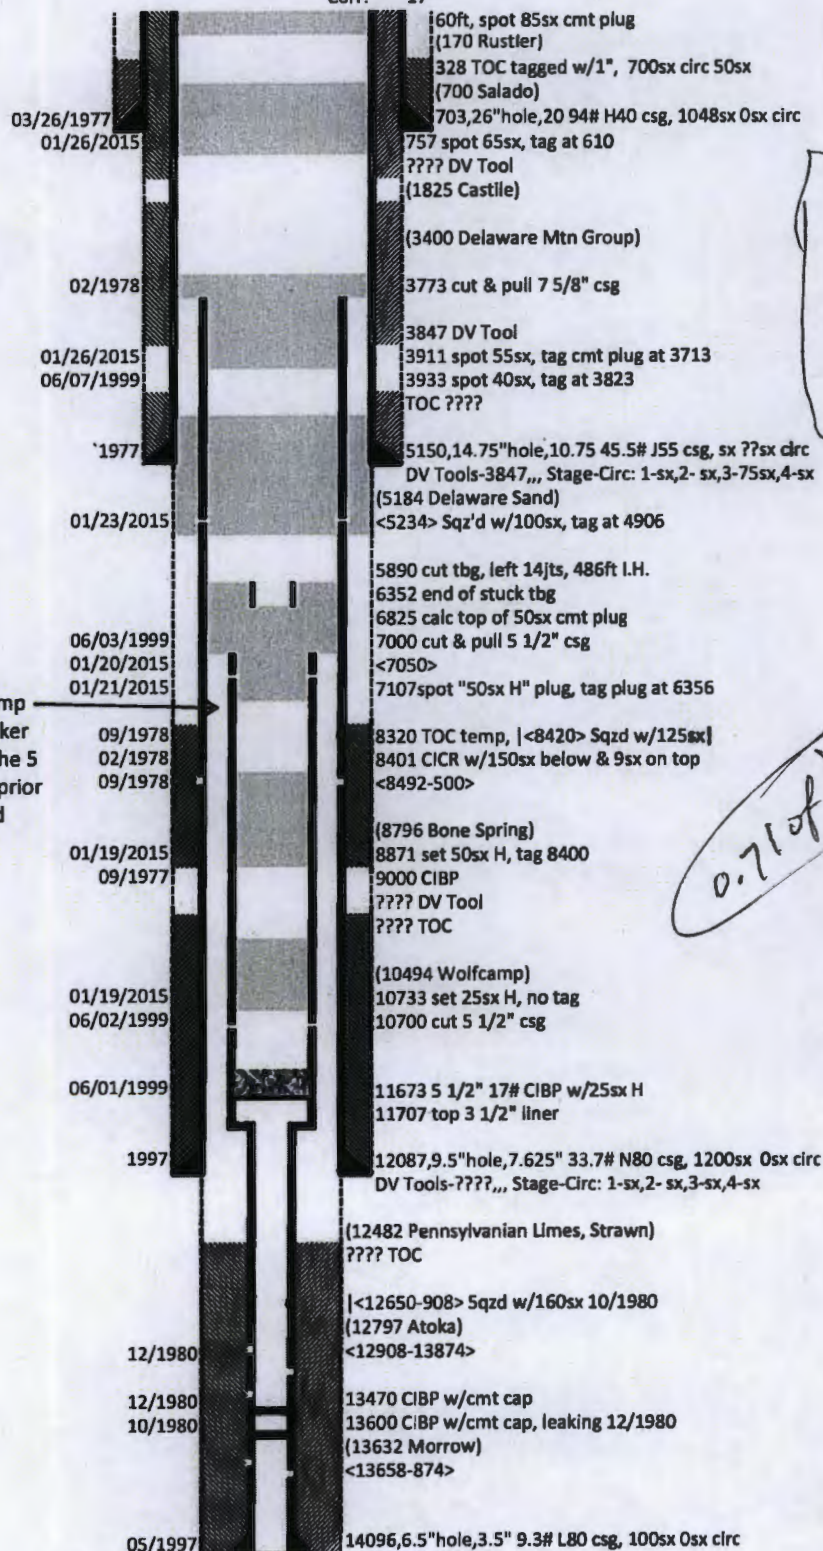 60ft, spot 85sx cmt plug
(170 Rustler)
328 TOC tagged w/1", 700sx circ 50sx
(700 Salado)
03/26/1977 703,26"hole,20 94# H40 csg, 1048sx 0sx circ
01/26/2015 757 spot 65sx, tag at 610
???? DV Tool
(1825 Castile)
(3400 Delaware Mtn Group)
02/1978 3773 cut & pull 7 5/8" csg
3847 DV Tool
01/26/2015 3911 spot 55sx, tag cmt plug at 3713
06/07/1999 3933 spot 40sx, tag at 3823
TOC ????
`1977 5150,14.75"hole,10.75 45.5# J55 csg, sx ??sx circ
DV Tools-3847,,, Stage-Circ: 1-sx,2- sx,3-75sx,4-sx
(5184 Delaware Sand)
01/23/2015 <5234> Sqz'd w/100sx, tag at 4906
5890 cut tbg, left 14jts, 486ft I.H.
6352 end of stuck tbg
6825 calc top of 50sx cmt plug
06/03/1999 7000 cut & pull 5 1/2" csg
01/20/2015 <7050>
01/21/2015 7107spot "50sx H" plug, tag plug at 6356
mp
ker
he 5
prior
d
09/1978 8320 TOC temp, |<8420> Sqzd w/125sx|
02/1978 8401 CICR w/150sx below & 9sx on top
09/1978 <8492-500>
(8796 Bone Spring)
01/19/2015 8871 set 50sx H, tag 8400
09/1977 9000 CIBP
???? DV Tool
???? TOC
0.71 of
(10494 Wolfcamp)
01/19/2015 10733 set 25sx H, no tag
06/02/1999 10700 cut 5 1/2" csg
06/01/1999 11673 5 1/2" 17# CIBP w/25sx H
11707 top 3 1/2" liner
1997 12087,9.5"hole,7.625" 33.7# N80 csg, 1200sx 0sx circ
DV Tools-????,,, Stage-Circ: 1-sx,2- sx,3-sx,4-sx
(12482 Pennsylvanian Limes, Strawn)
???? TOC
|<12650-908> Sqzd w/160sx 10/1980
(12797 Atoka)
12/1980 <12908-13874>
12/1980 13470 CIBP w/cmt cap
10/1980 13600 CIBP w/cmt cap, leaking 12/1980
(13632 Morrow)
<13658-874>
05/1997 14096,6.5"hole,3.5" 9.3# L80 csg, 100sx 0sx circ